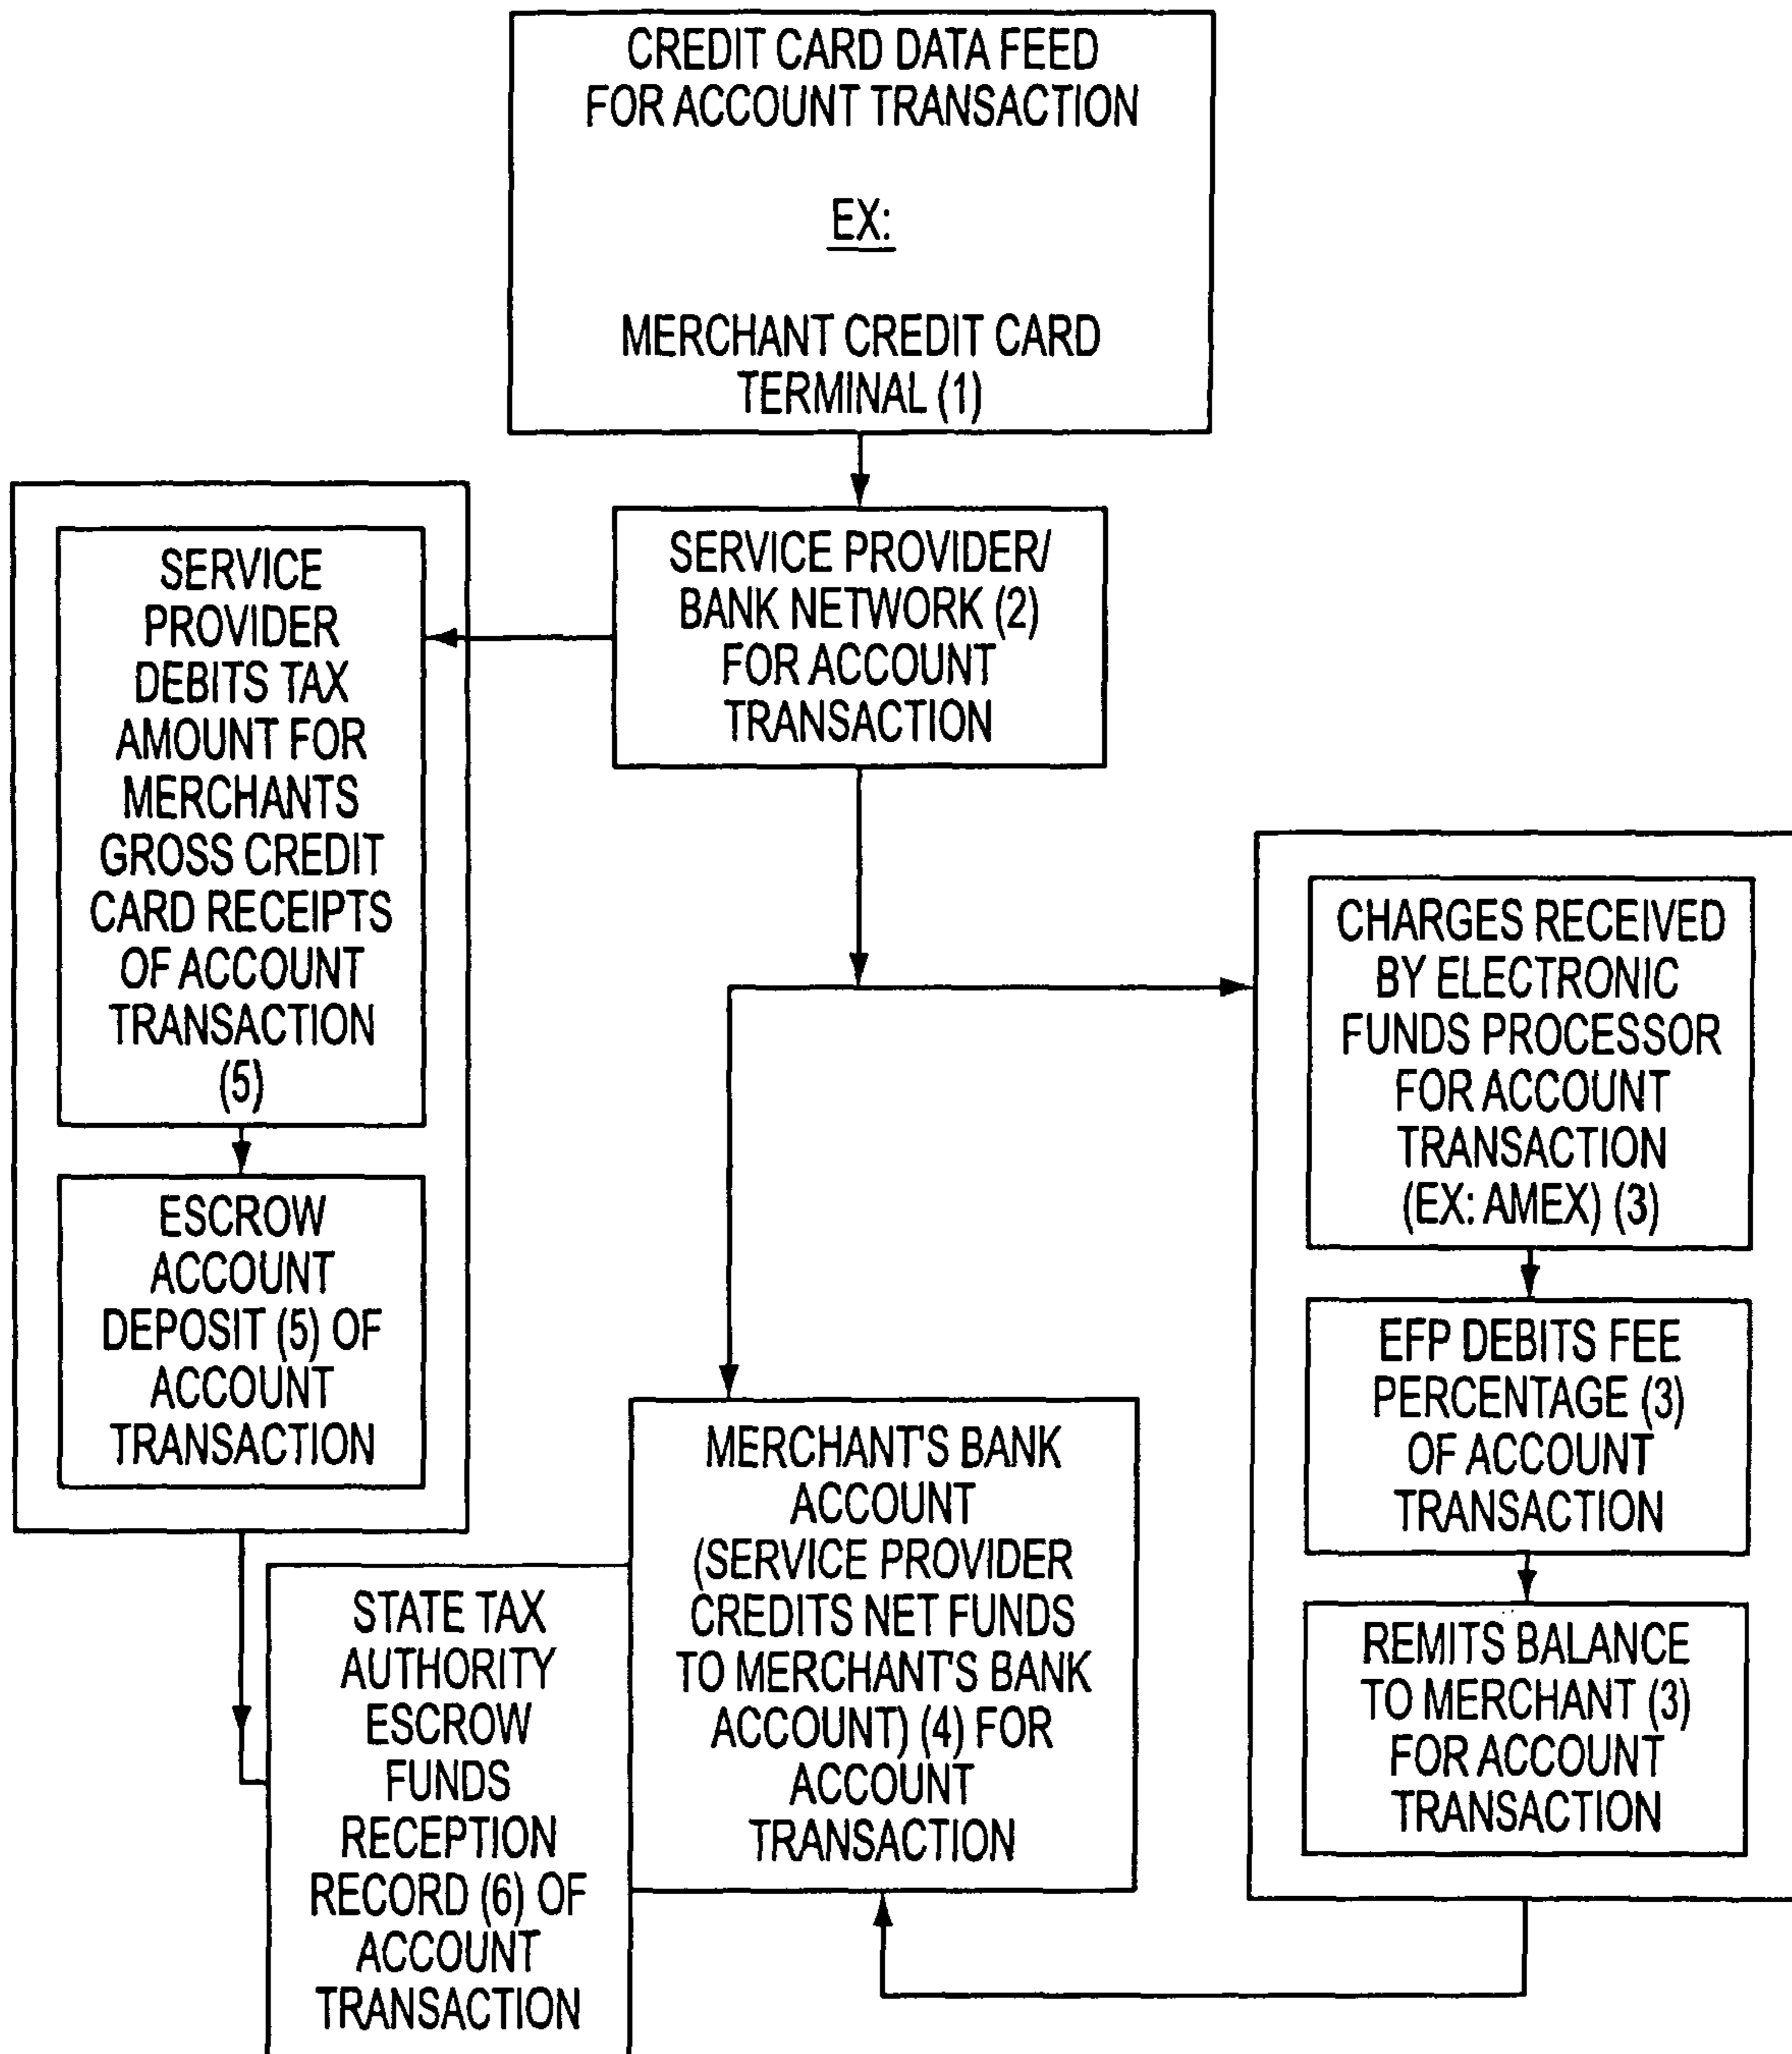 CREDIT CARD DATA FEED
FOR ACCOUNT TRANSACTION
EX:
MERCHANT CREDIT CARD
TERMINAL (1)
SERVICE PROVIDER/
BANK NETWORK (2)
FOR ACCOUNT
TRANSACTION
SERVICE
PROVIDER
DEBITS TAX
AMOUNT FOR
MERCHANTS
GROSS CREDIT
CARD RECEIPTS
OF ACCOUNT
TRANSACTION
(5)
ESCROW
ACCOUNT
DEPOSIT (5) OF
ACCOUNT
TRANSACTION
STATE TAX
AUTHORITY
ESCROW
FUNDS
RECEPTION
RECORD (6) OF
ACCOUNT
TRANSACTION
MERCHANT'S BANK
ACCOUNT
(SERVICE PROVIDER
CREDITS NET FUNDS
TO MERCHANT'S BANK
ACCOUNT) (4) FOR
ACCOUNT
TRANSACTION
CHARGES RECEIVED
BY ELECTRONIC
FUNDS PROCESSOR
FOR ACCOUNT
TRANSACTION
(EX: AMEX) (3)
EFP DEBITS FEE
PERCENTAGE (3)
OF ACCOUNT
TRANSACTION
REMITS BALANCE
TO MERCHANT (3)
FOR ACCOUNT
TRANSACTION